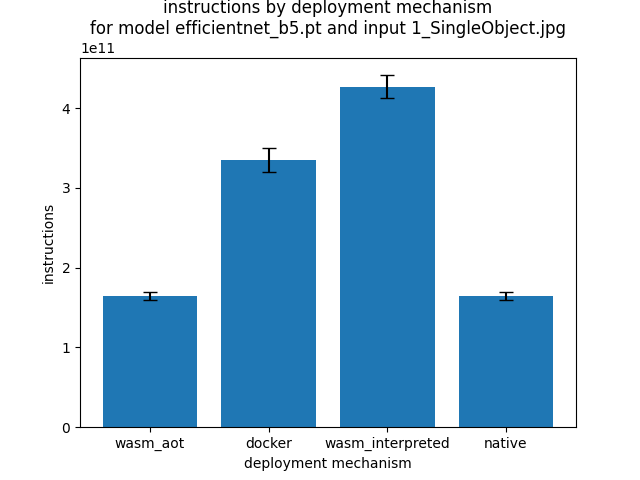 instructions by deployment mechanism
for model efficientnet_b5.pt and input 1_SingleObject.jpg
1e11
4
3
2
1
0
instructions
wasm_aot docker wasm_interpreted native
deployment mechanism